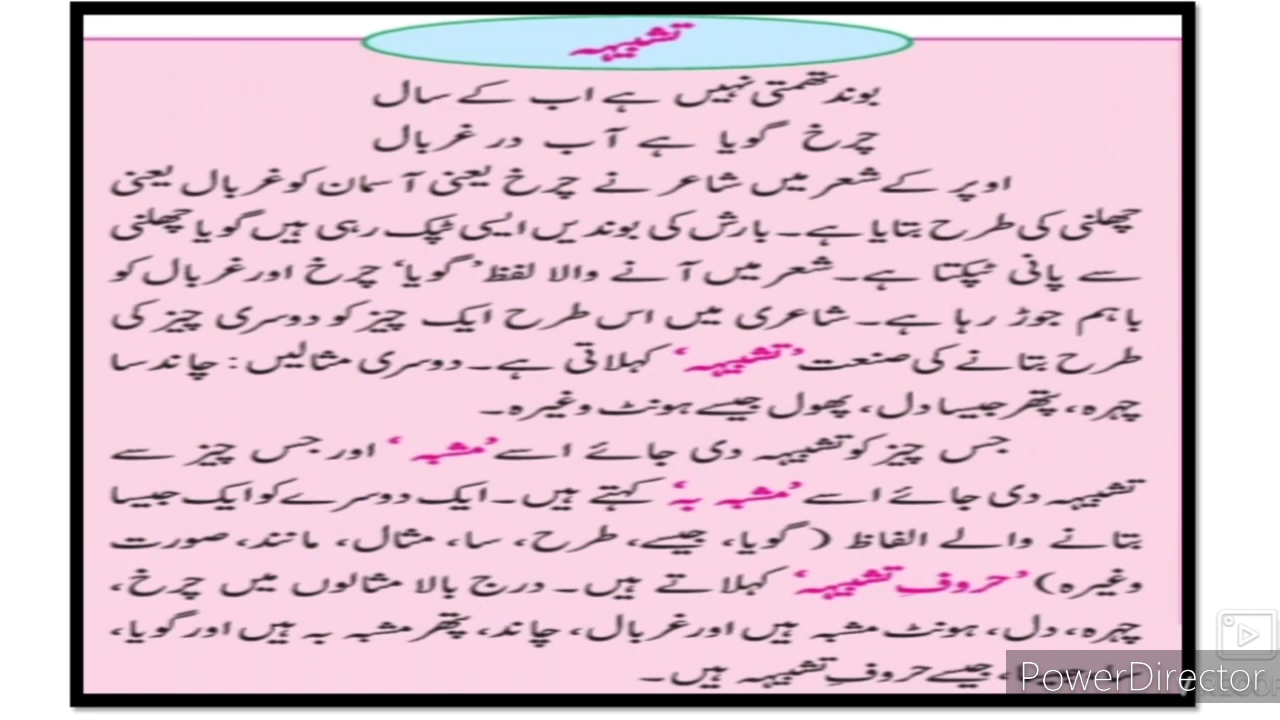 تشبیہہ
بوند تھمتی نہیں ہے اب کے سال
چرخ گویا ہے آب در غربال
اوپر کے شعر میں شاعر نے چرخ یعنی آسمان کو غربال یعنی
چھلنی کی طرح بتایا ہے۔ بارش کی بوندیں ایسی ٹپک رہی ہیں گویا چھلنی
سے پانی ٹپکتا ہے۔ شعر میں آنے والا لفظ ’گویا‘ چرخ اور غربال کو
باہم جوڑ رہا ہے۔ شاعری میں اس طرح ایک چیز کو دوسری چیز کی
طرح بتانے کی صنعت ’تشبیہہ‘ کہلاتی ہے۔ دوسری مثالیں : چاند سا
چہرہ، پتھر جیسا دل، پھول جیسے ہونٹ وغیرہ۔
جس چیز کو تشبیہہ دی جائے اسے ’مشبہ‘ اور جس چیز سے
تشبیہہ دی جائے اسے ’مشبہ بہ‘ کہتے ہیں۔ ایک دوسرے کو ایک جیسا
بتانے والے الفاظ (گویا، جیسے، طرح، سا، مثال، مانند، صورت
وغیرہ) ’حروفِ تشبیہہ‘ کہلاتے ہیں۔ درج بالا مثالوں میں چرخ،
چہرہ، دل، ہونٹ مشبہ ہیں اور غربال، چاند، پتھر مشبہ بہ ہیں اور گویا،
جیسے حروفِ تشبیہہ ہیں۔
PowerDirector